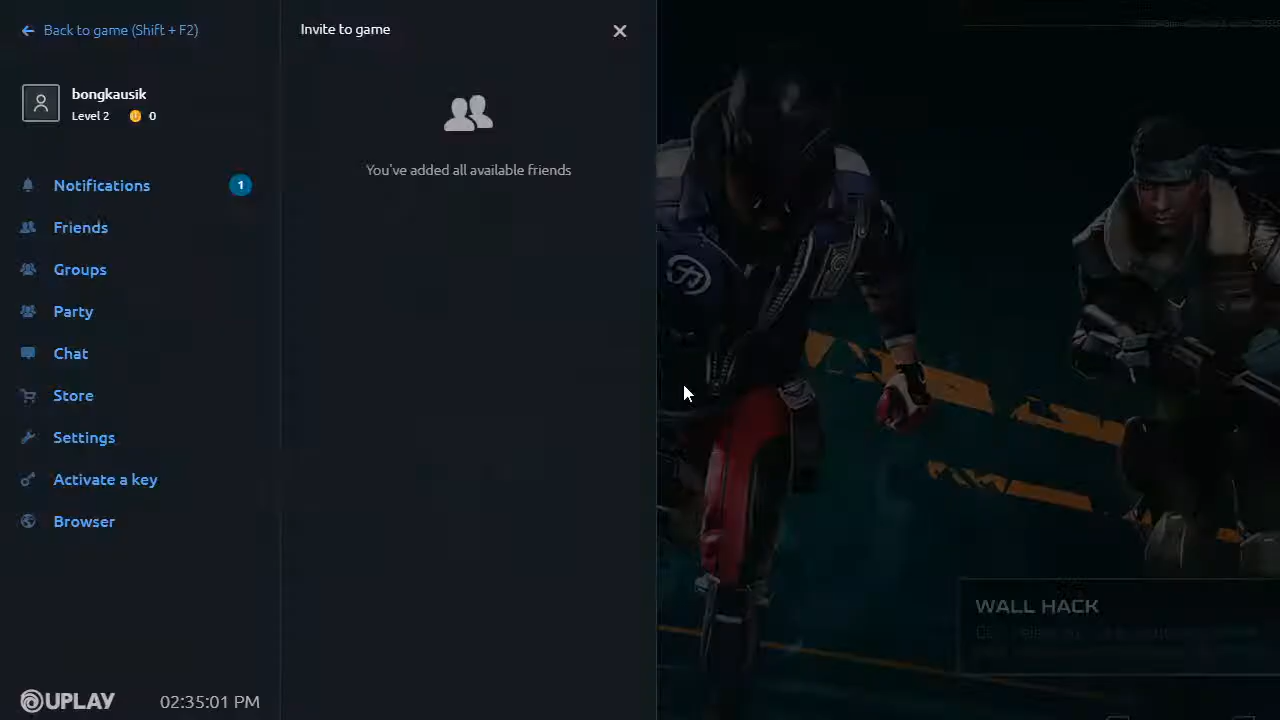 Back to game (Shift + F2)
Invite to game
bongkausik
Level 2
0
You've added all available friends
Notifications
1
Friends
Groups
Party
Chat
Store
Settings
Activate a key
Browser
WALL HACK
UPLAY
02:35:01 PM